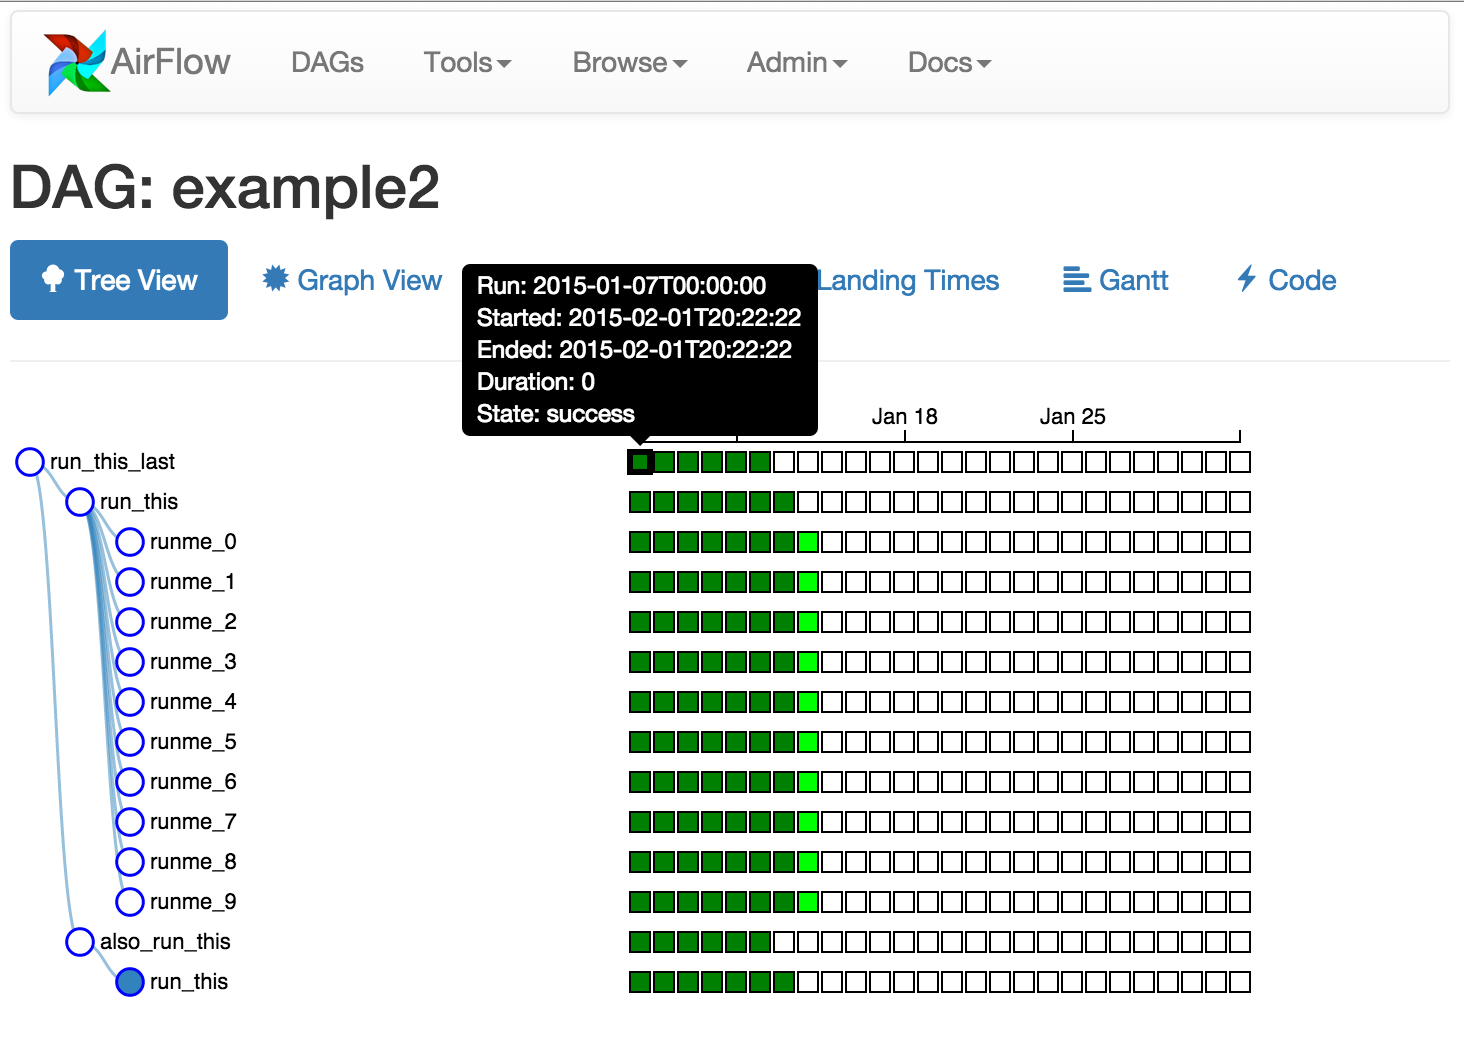 AirFlow DAGs Tools Browse Admin Docs
DAG: example2
Tree View Graph View Landing Times Gantt Code
Run: 2015-01-07T00:00:00
Started: 2015-02-01T20:22:22
Ended: 2015-02-01T20:22:22
Duration: 0
State: success
Jan 18 Jan 25
run_this_last
run_this
runme_0
runme_1
runme_2
runme_3
runme_4
runme_5
runme_6
runme_7
runme_8
runme_9
also_run_this
run_this